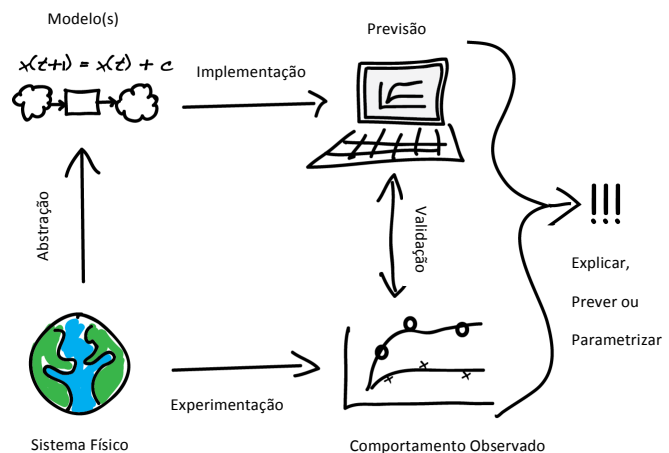 Modelo(s)
Previsão
x(t+1) = x(t) + c
Implementação
Abstração
Validação
!!!
Explicar,
Prever ou
Parametrizar
Experimentação
Sistema Físico
Comportamento Observado